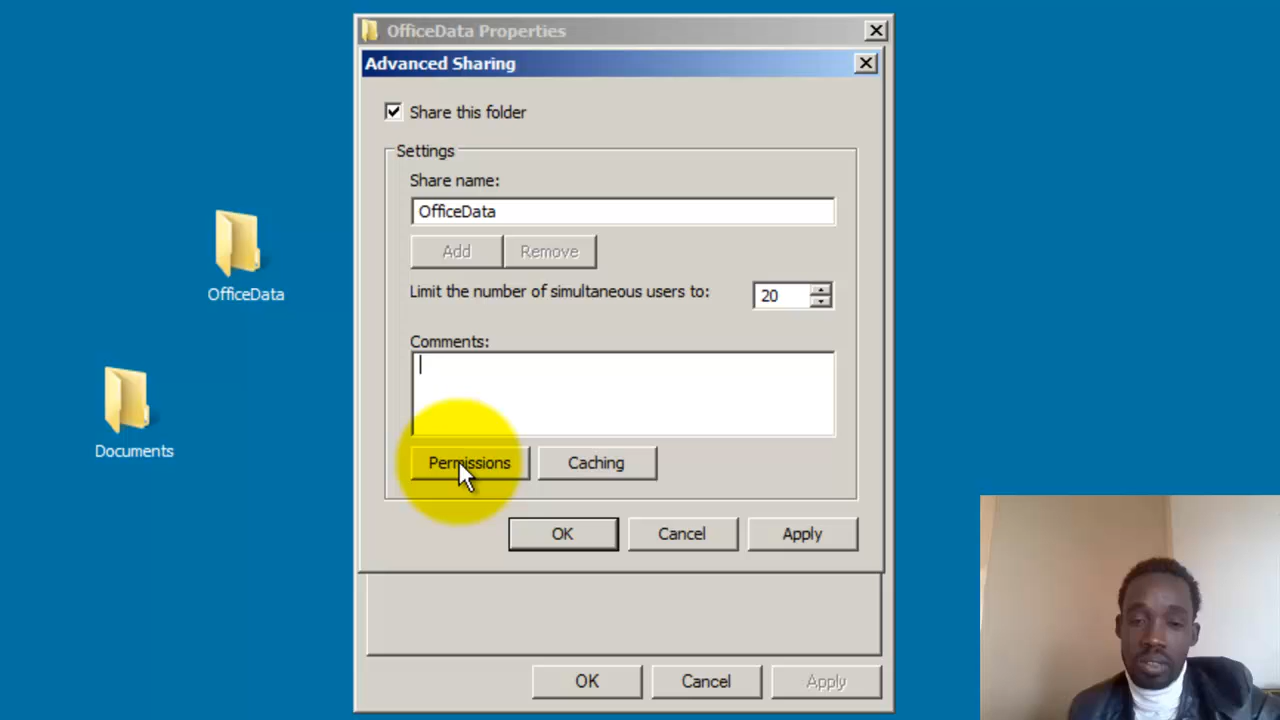 OfficeData Properties
Advanced Sharing
Share this folder
Settings
Share name:
OfficeData
Add Remove
Limit the number of simultaneous users to: 20
Comments:
Permissions Caching
OK Cancel Apply
OK Cancel Apply
OfficeData
Documents